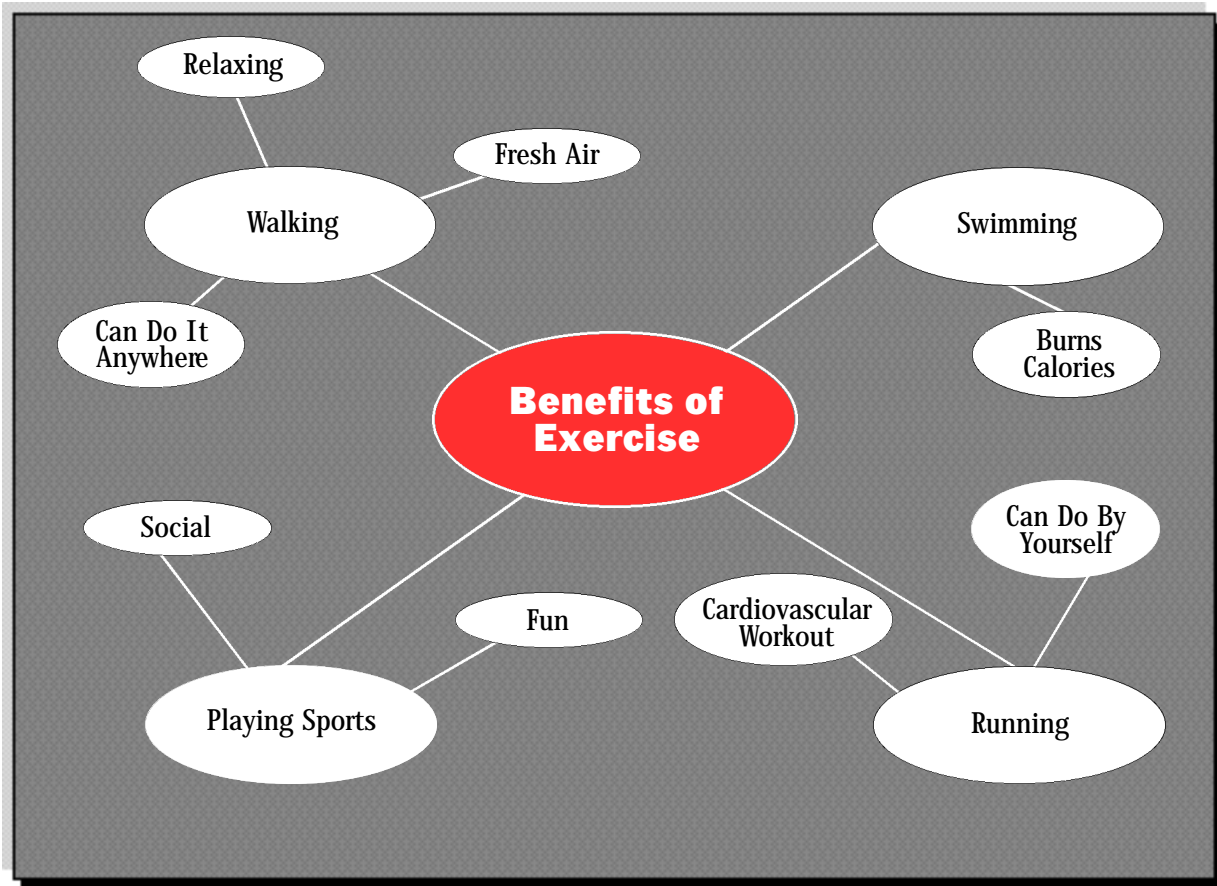 Relaxing
Fresh Air
Walking
Swimming
Can Do It
Anywhere
Burns
Calories
Benefits of
Exercise
Social
Can Do By
Yourself
Fun
Cardiovascular
Workout
Playing Sports
Running